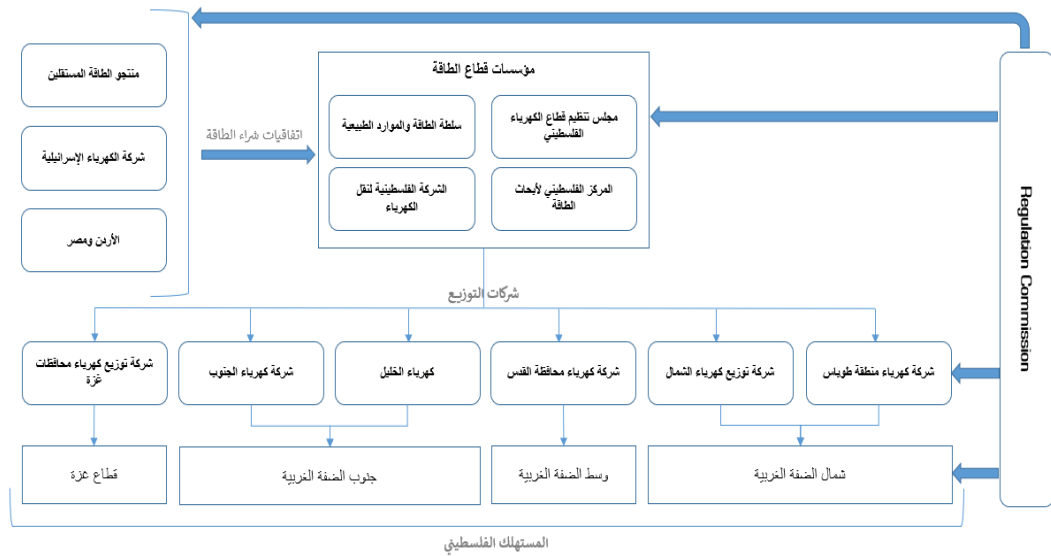 منتجو الطاقة المستقلين
شركة الكهرباء الإسرائيلية
الأردن ومصر
اتفاقيات شراء الطاقة
مؤسسات قطاع الطاقة
مجلس تنظيم قطاع الكهرباء
الفلسطيني
سلطة الطاقة والموارد الطبيعية
المركز الفلسطيني لأبحاث
الطاقة
الشركة الفلسطينية لنقل
الكهرباء
Regulation Commission
شركات التوزيع
شركة كهرباء منطقة طوباس
شركة توزيع كهرباء الشمال
شركة كهرباء محافظة القدس
كهرباء الخليل
شركة كهرباء الجنوب
شركة توزيع كهرباء محافظات
غزة
شمال الضفة الغربية
وسط الضفة الغربية
جنوب الضفة الغربية
قطاع غزة
المستهلك الفلسطيني